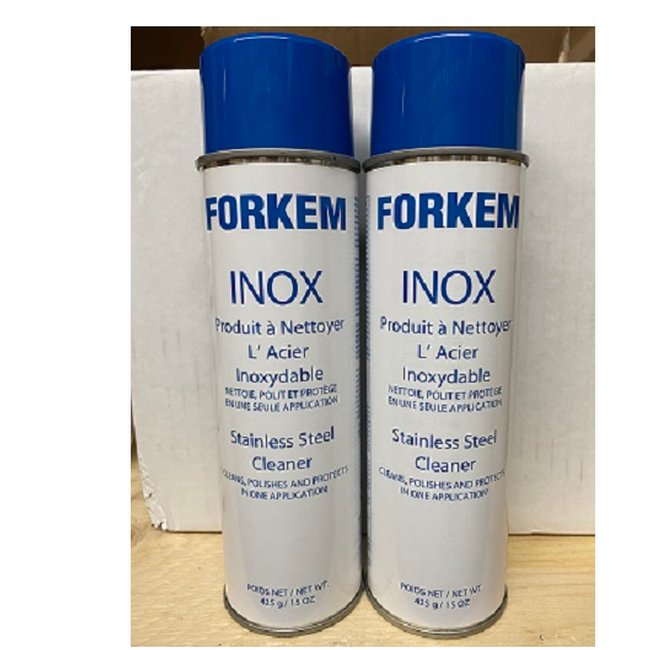 FORKEM
INOX
Produit à Nettoyer
L' Acier
Inoxydable
NETTOIE, POLIT ET PROTÈGE
EN UNE SEULE APPLICATION
Stainless Steel
Cleaner
CLEANS, POLISHES AND PROTECTS
IN ONE APPLICATION
POIDS NET / NET WT.
425 g / 15 OZ
FORKEM
INOX
Produit à Nettoyer
L' Acier
Inoxydable
NETTOIE, POLIT ET PROTÈGE
EN UNE SEULE APPLICATION
Stainless Steel
Cleaner
CLEANS, POLISHES AND PROTECTS
IN ONE APPLICATION
POIDS NET / NET WT.
425 g / 15 OZ